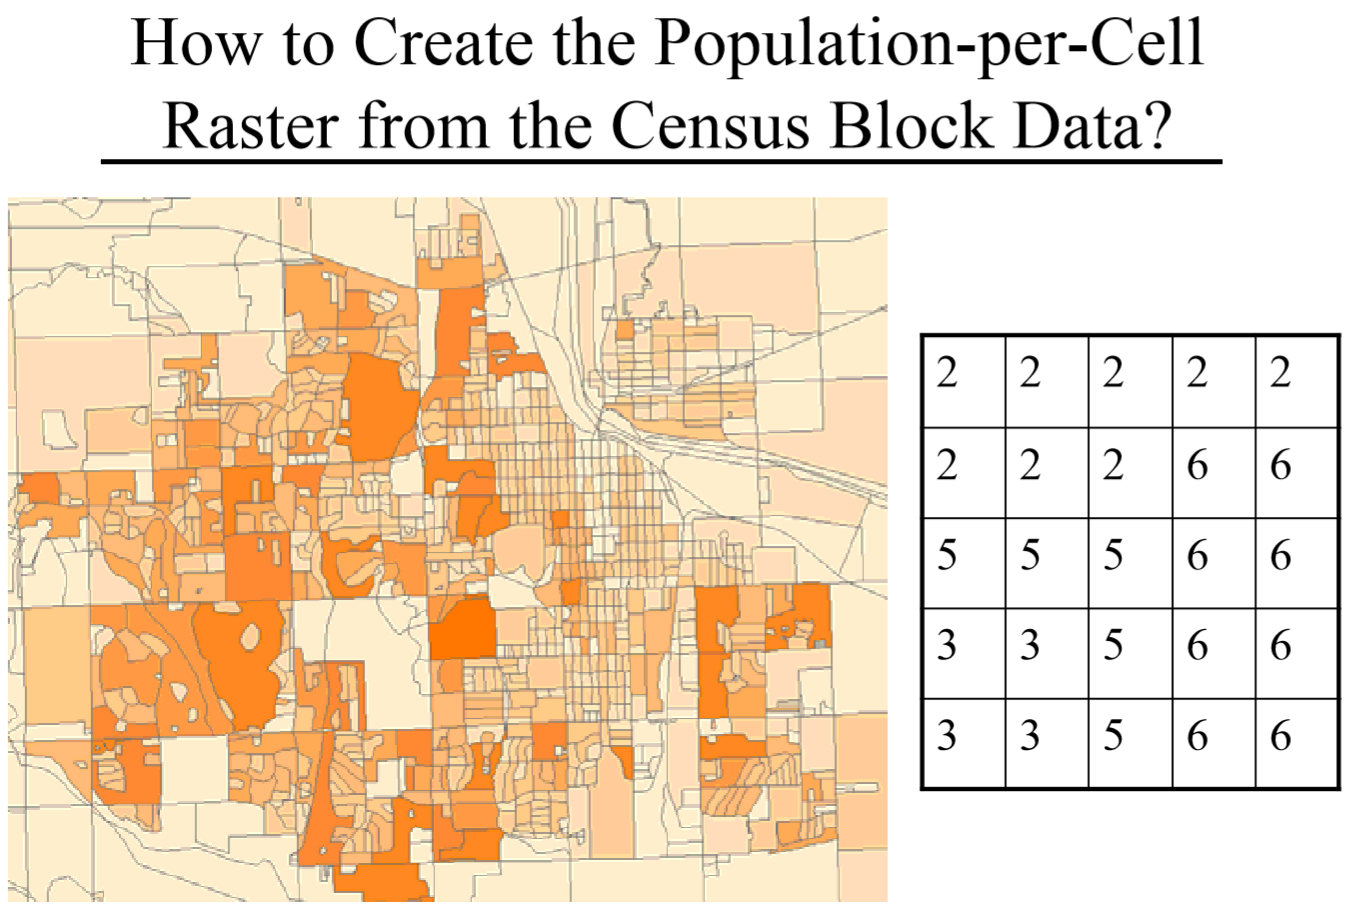 How to Create the Population-per-Cell
Raster from the Census Block Data?
2 2 2 2 2
2 2 2 6 6
5 5 5 6 6
3 3 5 6 6
3 3 5 6 6